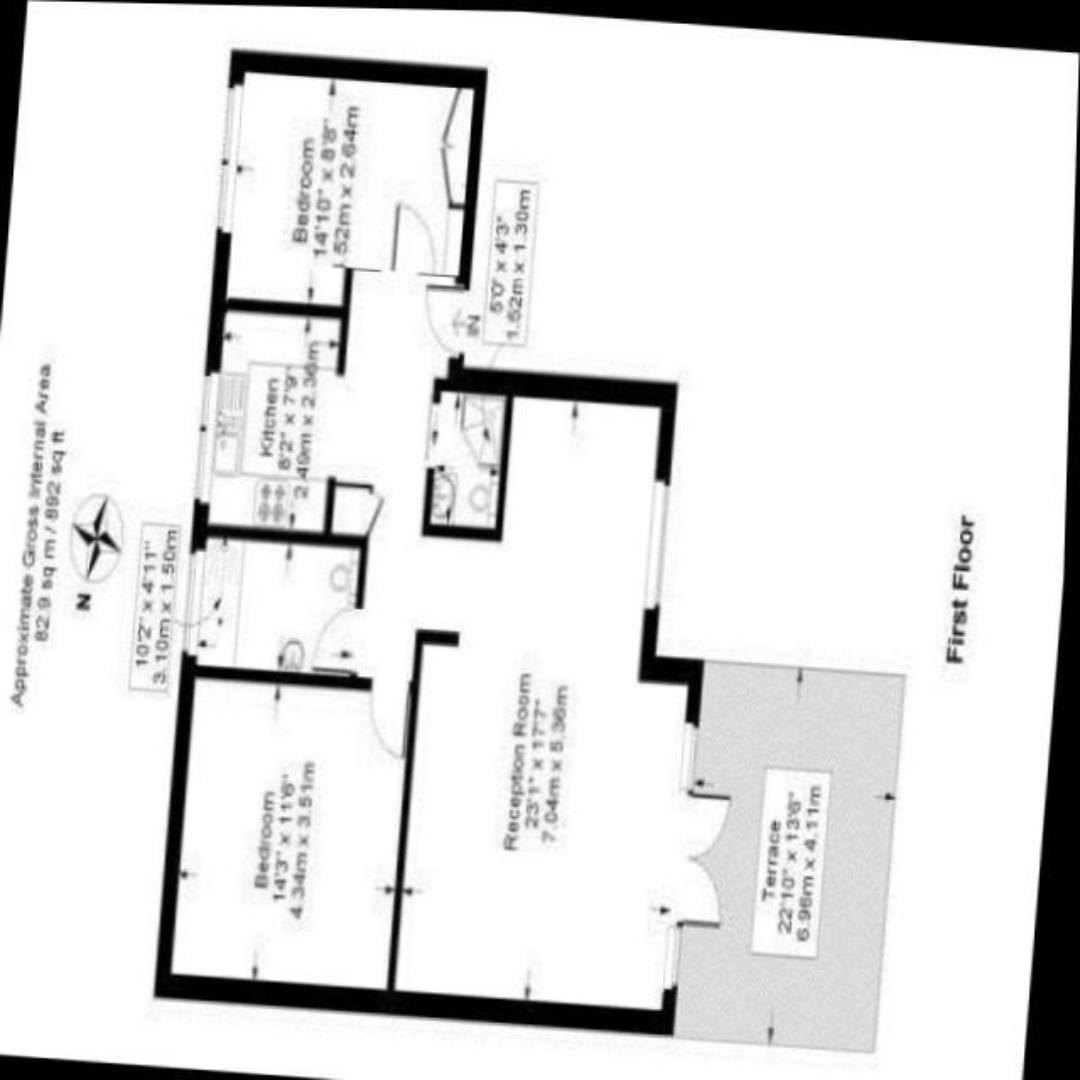 Approximate Gross Internal Area
82.9 sq m / 892 sq ft
N
10'2" x 4'11"
3.10m x 1.50m
Bedroom
14'10" x 8'8"
.52m x 2.64m
5'0" x 4'3"
1.52m x 1.30m
IN
Kitchen
8'2" x 7'9"
2.49m x 2.36m
Bedroom
14'3" x 11'6"
4.34m x 3.51m
Reception Room
23'1" x 17'7"
7.04m x 5.36m
Terrace
22'10" x 13'6"
6.96m x 4.11m
First Floor